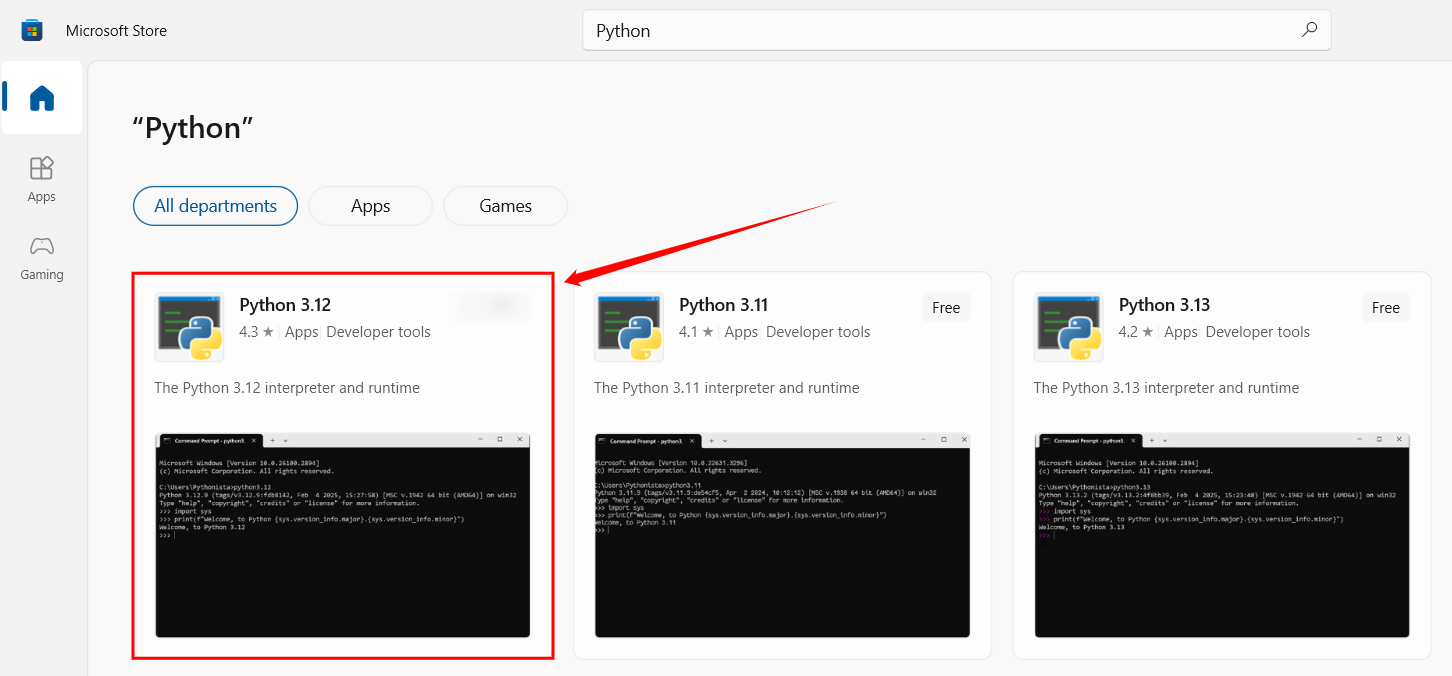 Microsoft Store
Python
“Python”
All departments
Apps
Games
Apps
Gaming
Python 3.12
4.3 ★ Apps Developer tools
The Python 3.12 interpreter and runtime
Command Prompt - python3.
Microsoft Windows [Version 10.0.26100.2894]
(c) Microsoft Corporation. All rights reserved.
C:\Users\Pythonista>python3.12
Python 3.12.9 (tags/v3.12.9:fdb8142, Feb 4 2025, 15:27:58) [MSC v.1942 64 bit (AMD64)] on win32
Type "help", "copyright", "credits" or "license" for more information.
>>> import sys
>>> print(f"Welcome, to Python {sys.version_info.major}.{sys.version_info.minor}")
Welcome, to Python 3.12
>>>
Python 3.11
Free
4.1 ★ Apps Developer tools
The Python 3.11 interpreter and runtime
Command Prompt - python3.
Microsoft Windows [Version 10.0.22631.3296]
(c) Microsoft Corporation. All rights reserved.
C:\Users\Pythonista>python3.11
Python 3.11.9 (tags/v3.11.9:de54cf5, Apr 2 2024, 10:12:12) [MSC v.1938 64 bit (AMD64)] on win32
Type "help", "copyright", "credits" or "license" for more information.
>>> import sys
>>> print(f"Welcome, to Python {sys.version_info.major}.{sys.version_info.minor}")
Welcome, to Python 3.11
>>>
Python 3.13
Free
4.2 ★ Apps Developer tools
The Python 3.13 interpreter and runtime
Command Prompt - python3.
Microsoft Windows [Version 10.0.26100.2894]
(c) Microsoft Corporation. All rights reserved.
C:\Users\Pythonista>python3.13
Python 3.13.2 (tags/v3.13.2:4f8bb39, Feb 4 2025, 15:23:48) [MSC v.1942 64 bit (AMD64)] on win32
Type "help", "copyright", "credits" or "license" for more information.
>>> import sys
>>> print(f"Welcome, to Python {sys.version_info.major}.{sys.version_info.minor}")
Welcome, to Python 3.13
>>>